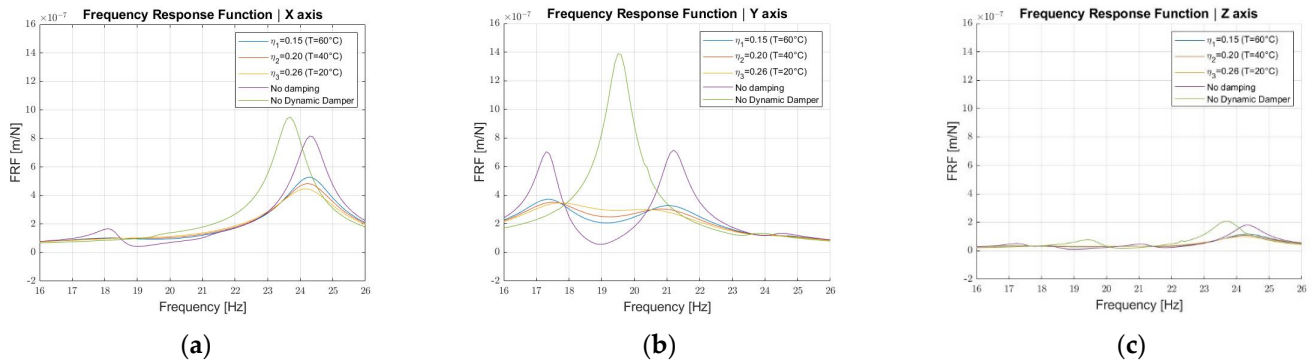 Frequency Response Function | X axis
16 ×10⁻⁷
14
12
10
8
6
4
2
0
-2
FRF [m/N]
η₁=0.15 (T=60°C)
η₂=0.20 (T=40°C)
η₃=0.26 (T=20°C)
No damping
No Dynamic Damper
16 17 18 19 20 21 22 23 24 25 26
Frequency [Hz]
(a)
Frequency Response Function | Y axis
16 ×10⁻⁷
14
12
10
8
6
4
2
0
-2
FRF [m/N]
η₁=0.15 (T=60°C)
η₂=0.20 (T=40°C)
η₃=0.26 (T=20°C)
No damping
No Dynamic Damper
16 17 18 19 20 21 22 23 24 25 26
Frequency [Hz]
(b)
Frequency Response Function | Z axis
16 ×10⁻⁷
14
12
10
8
6
4
2
0
-2
FRF [m/N]
η₁=0.15 (T=60°C)
η₂=0.20 (T=40°C)
η₃=0.26 (T=20°C)
No damping
No Dynamic Damper
16 17 18 19 20 21 22 23 24 25 26
Frequency [Hz]
(c)